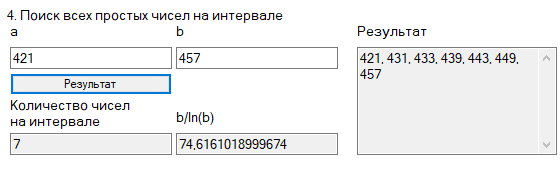 4. Поиск всех простых чисел на интервале
a b Результат
421 457
421, 431, 433, 439, 443, 449,
457
Результат
Количество чисел
на интервале
b/ln(b)
7 74,6161018999674